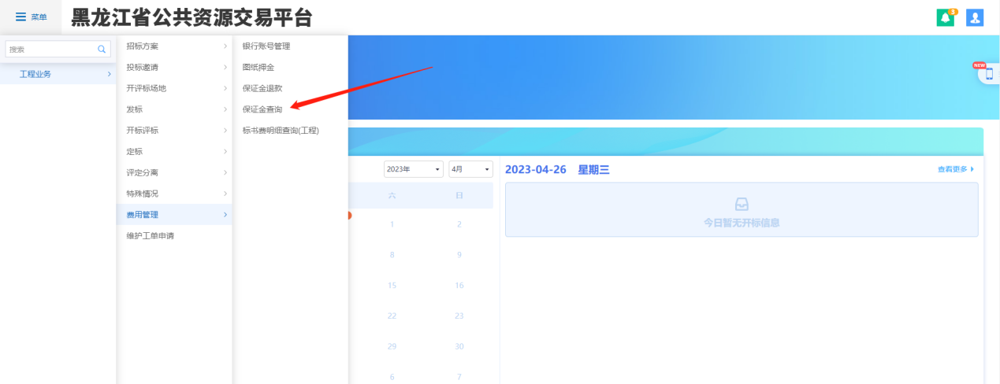 菜单
黑龙江省公共资源交易平台
3
搜索
工程业务
招标方案
投标邀请
开评标场地
发标
开标评标
定标
评定分离
特殊情况
费用管理
维护工单申请
银行账号管理
图纸押金
保证金退款
保证金查询
标书费明细查询(工程)
NEW
2023年
4月
六 日
1 2
8 9
15 16
22 23
29 30
6 7
2023-04-26 星期三
查看更多
今日暂无开标信息